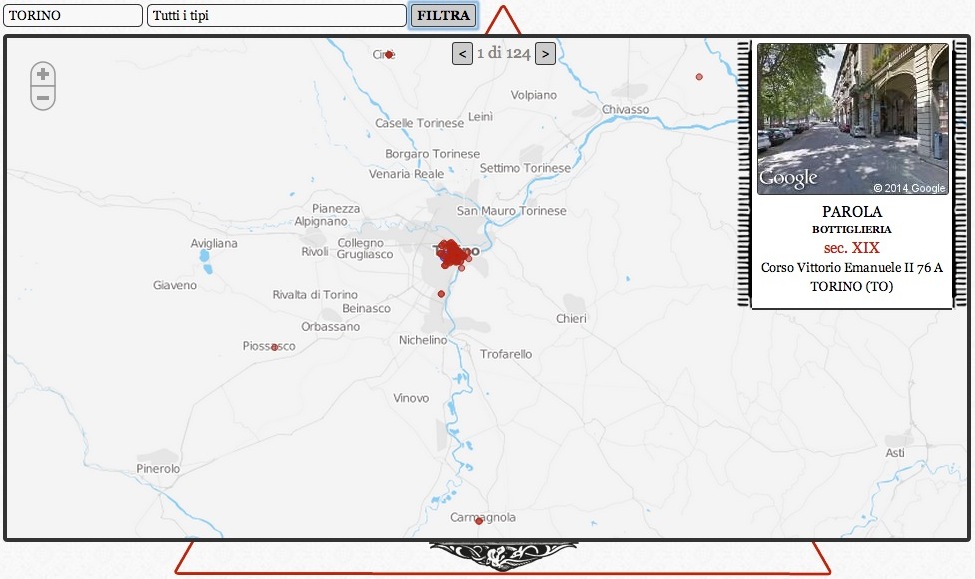 TORINO
Tutti i tipi
FILTRA
Ciriè
< 1 di 124 >
Volpiano
Chivasso
Caselle Torinese
Leinì
Borgaro Torinese
Settimo Torinese
Venaria Reale
Pianezza
San Mauro Torinese
Alpignano
Avigliana
Collegno
Rivoli
Grugliasco
Torino
Giaveno
Rivalta di Torino
Beinasco
Orbassano
Chieri
Nichelino
Piossasco
Trofarello
Vinovo
Asti
Pinerolo
Carmagnola
Google
© 2014 Google
PAROLA
BOTTIGLIERIA
sec. XIX
Corso Vittorio Emanuele II 76 A
TORINO (TO)